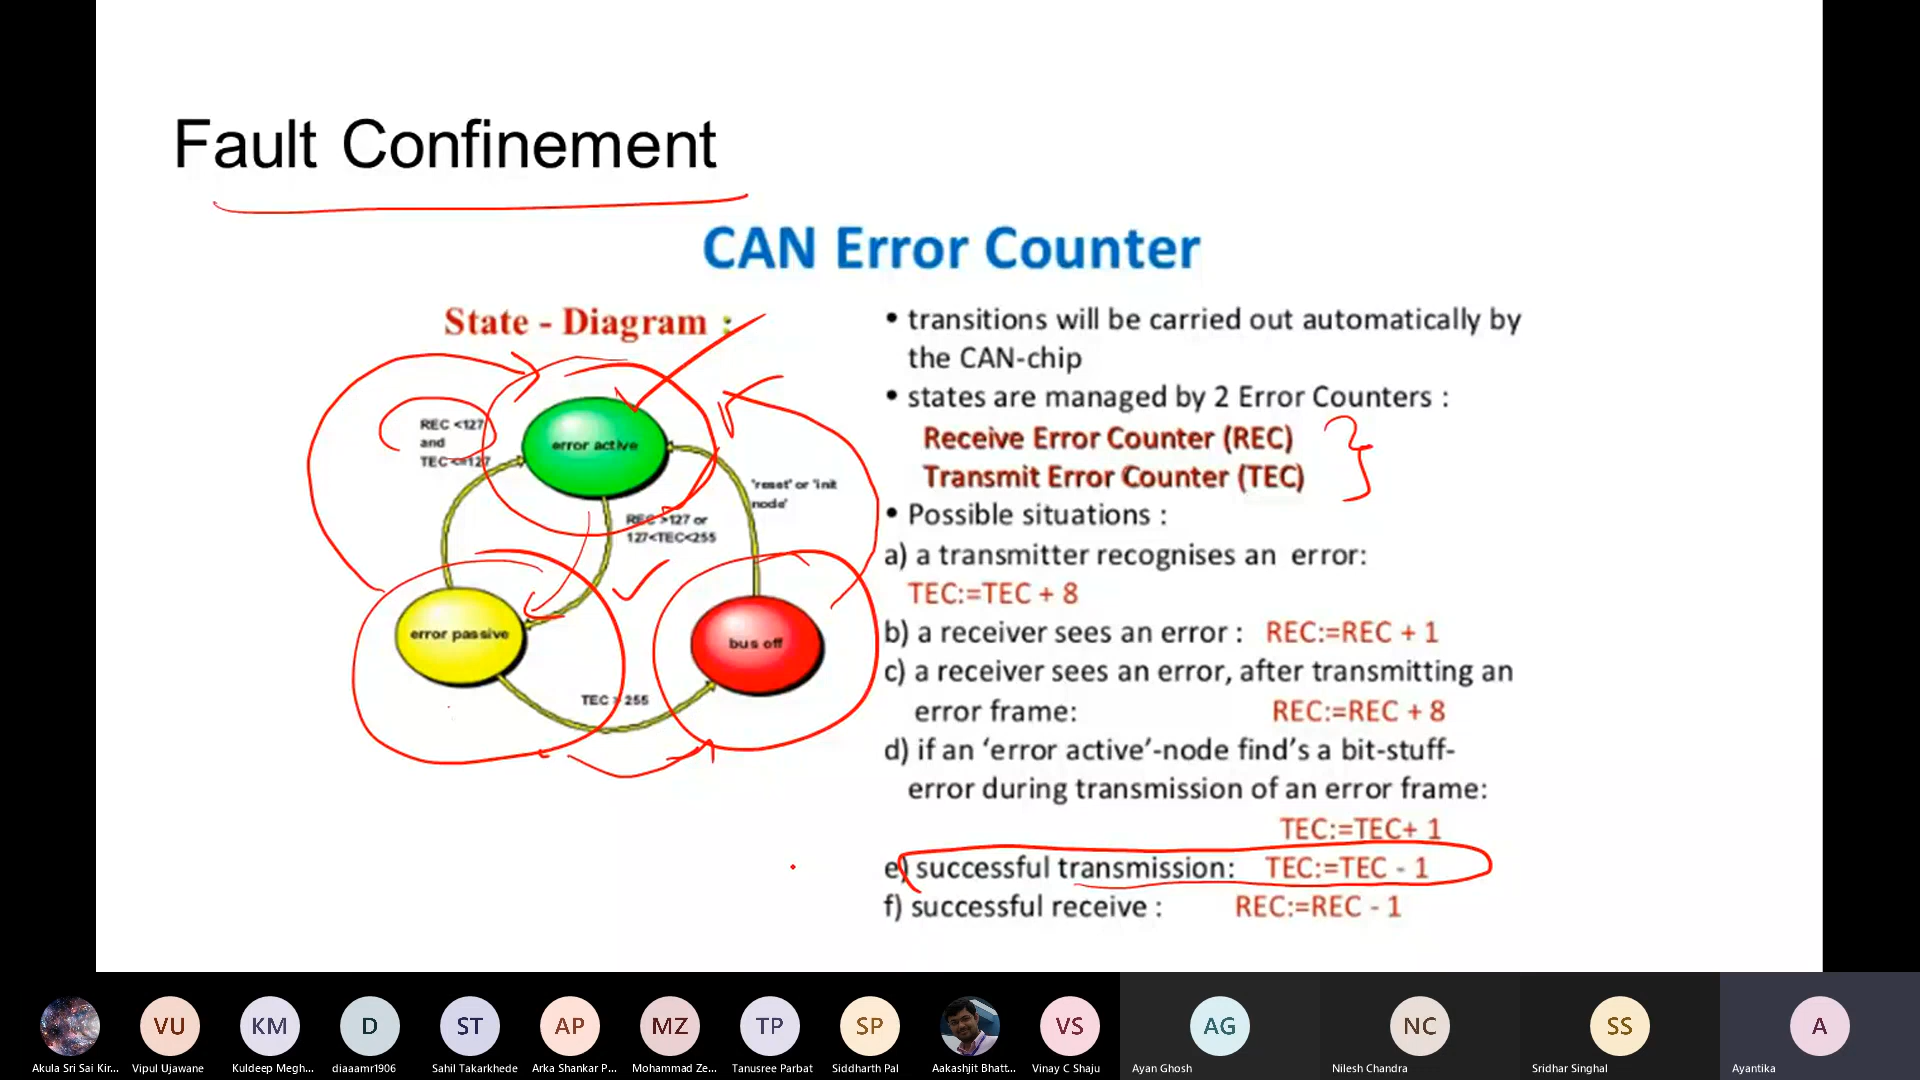 Fault Confinement
CAN Error Counter
State - Diagram :
REC <127
and
TEC<=127
error active
'reset' or 'init
node'
REC >127 or
127<TEC<255
error passive
bus off
TEC > 255
• transitions will be carried out automatically by
the CAN-chip
• states are managed by 2 Error Counters :
Receive Error Counter (REC)
Transmit Error Counter (TEC)
• Possible situations :
a) a transmitter recognises an error:
TEC:=TEC + 8
b) a receiver sees an error : REC:=REC + 1
c) a receiver sees an error, after transmitting an
error frame: REC:=REC + 8
d) if an ‘error active’-node find’s a bit-stuff-
error during transmission of an error frame:
TEC:=TEC+ 1
e) successful transmission: TEC:=TEC - 1
f) successful receive : REC:=REC - 1
VU KM D ST AP MZ TP SP VS AG NC SS A
Akula Sri Sai Kir... Vipul Ujawane Kuldeep Megh... diaaamr1906 Sahil Takarkhede Arka Shankar P... Mohammad Ze... Tanusree Parbat Siddharth Pal Aakashjit Bhatt... Vinay C Shaju Ayan Ghosh Nilesh Chandra Sridhar Singhal Ayantika